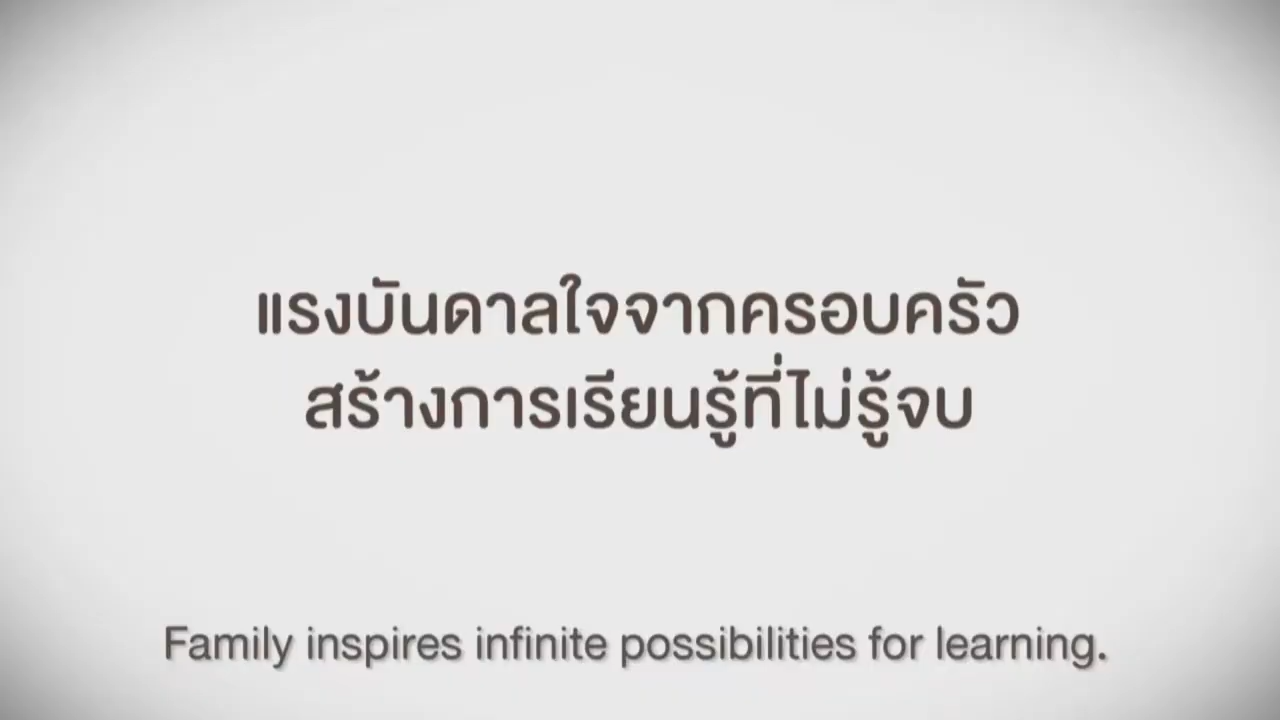 แรงบันดาลใจจากครอบครัว
สร้างการเรียนรู้ที่ไม่รู้จบ
Family inspires infinite possibilities for learning.